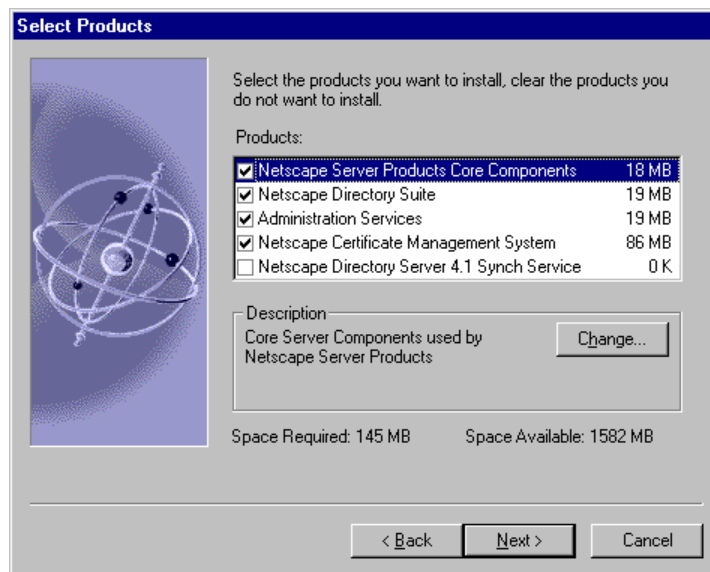 Select Products
Select the products you want to install, clear the products you
do not want to install.
Products:
Netscape Server Products Core Components 18 MB
Netscape Directory Suite 19 MB
Administration Services 19 MB
Netscape Certificate Management System 86 MB
Netscape Directory Server 4.1 Synch Service 0 K
Description
Core Server Components used by
Netscape Server Products
Change...
Space Required: 145 MB Space Available: 1582 MB
< Back Next > Cancel